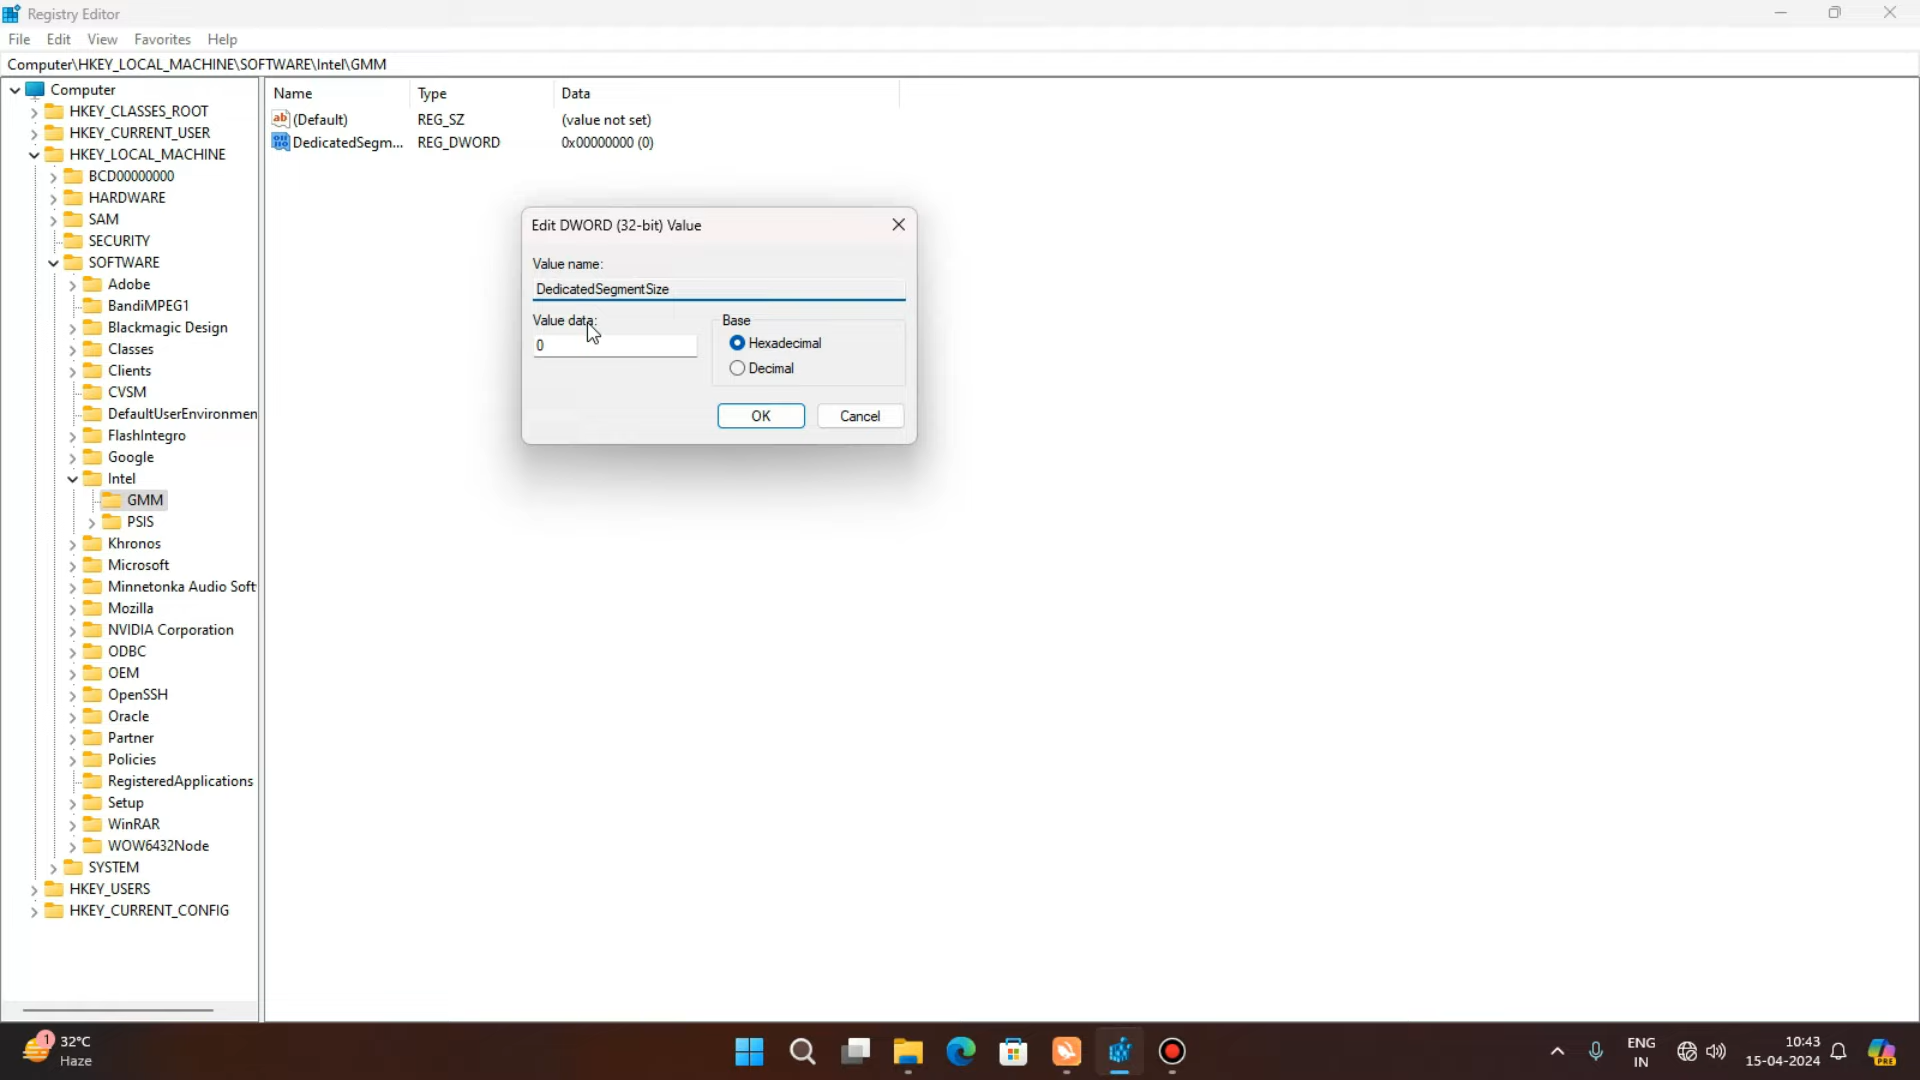 Registry Editor
File Edit View Favorites Help
Computer\HKEY_LOCAL_MACHINE\SOFTWARE\Intel\GMM
Computer
HKEY_CLASSES_ROOT
HKEY_CURRENT_USER
HKEY_LOCAL_MACHINE
BCD00000000
HARDWARE
SAM
SECURITY
SOFTWARE
Adobe
BandiMPEG1
Blackmagic Design
Classes
Clients
CVSM
DefaultUserEnvironmen
FlashIntegro
Google
Intel
GMM
PSIS
Khronos
Microsoft
Minnetonka Audio Soft
Mozilla
NVIDIA Corporation
ODBC
OEM
OpenSSH
Oracle
Partner
Policies
RegisteredApplications
Setup
WinRAR
WOW6432Node
SYSTEM
HKEY_USERS
HKEY_CURRENT_CONFIG
Name Type Data
ab (Default) REG_SZ (value not set)
DedicatedSegm... REG_DWORD 0x00000000 (0)
Edit DWORD (32-bit) Value
Value name:
DedicatedSegmentSize
Value data: Base
0 Hexadecimal
Decimal
OK Cancel
1 32°C
Haze
ENG
IN
10:43
15-04-2024
PRE